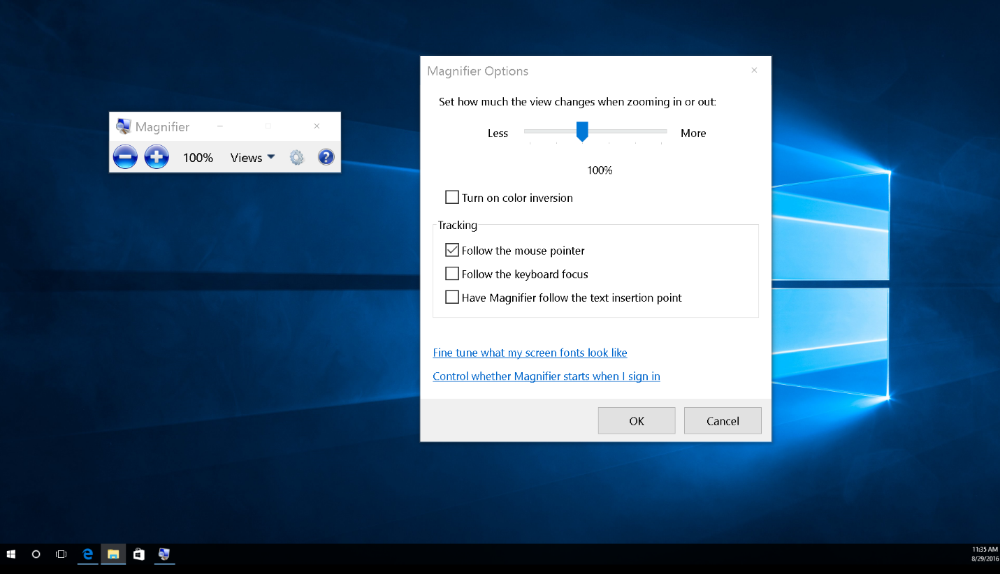 Magnifier Options
Set how much the view changes when zooming in or out:
Less
More
100%
Turn on color inversion
Tracking
Follow the mouse pointer
Follow the keyboard focus
Have Magnifier follow the text insertion point
Fine tune what my screen fonts look like
Control whether Magnifier starts when I sign in
OK
Cancel
Magnifier
100%
Views
?
11:35 AM
8/29/2016